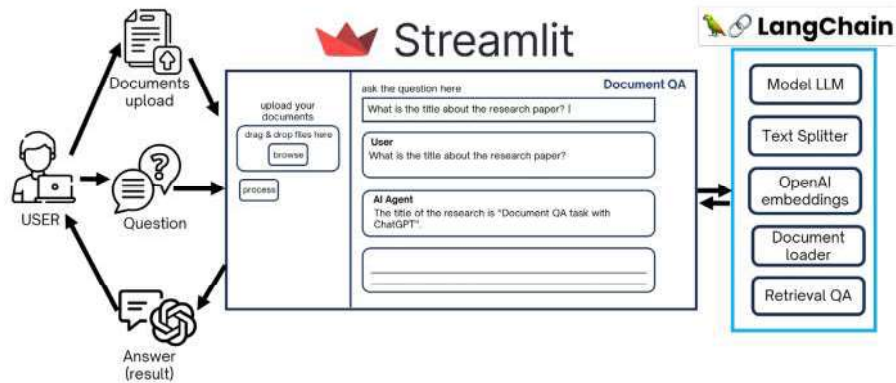 Streamlit
LangChain
Documents
upload
USER
Question
Answer
(result)
upload your
documents
drag & drop files here
browse
process
ask the question here
Document QA
What is the title about the research paper? |
User
What is the title about the research paper?
AI Agent
The title of the research is “Document QA task with
ChatGPT”.
Model LLM
Text Splitter
OpenAI
embeddings
Document
loader
Retrieval QA